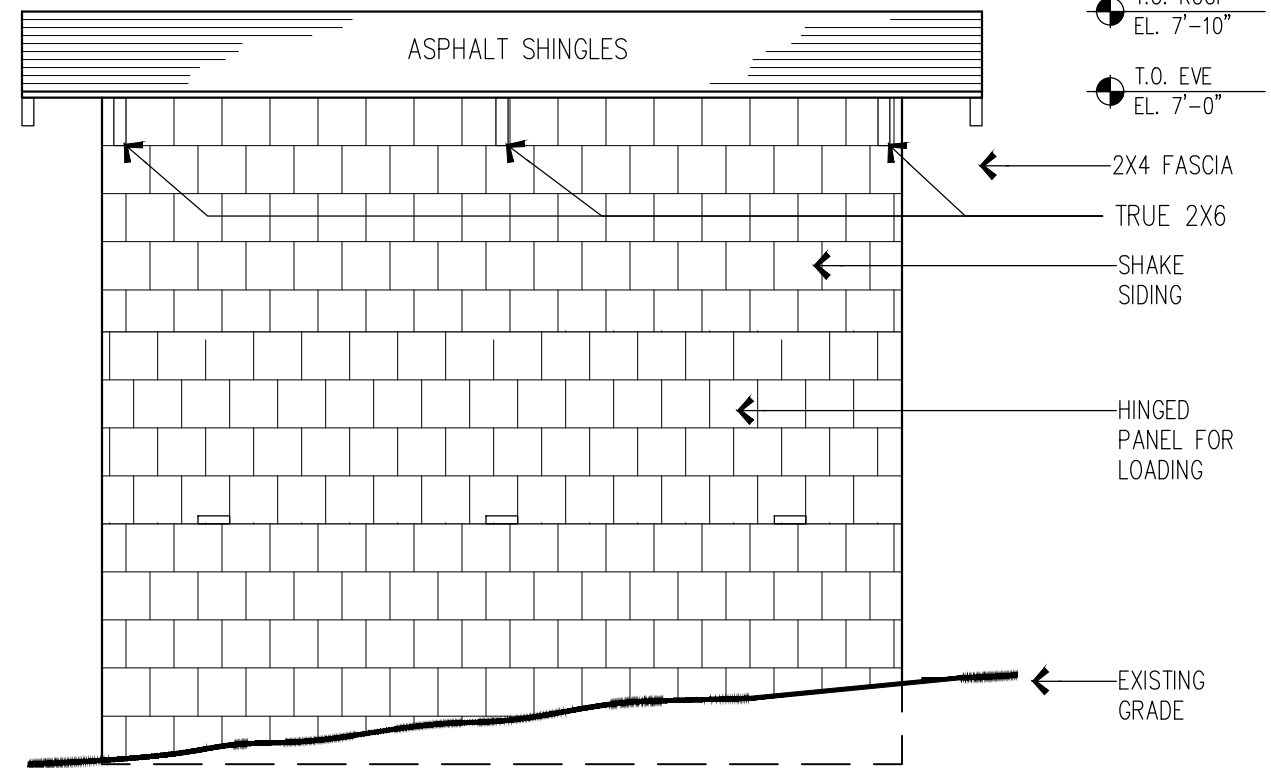 T.O. ROOF
EL. 7'-10"
ASPHALT SHINGLES
T.O. EVE
EL. 7'-0"
2X4 FASCIA
TRUE 2X6
SHAKE
SIDING
HINGED
PANEL FOR
LOADING
EXISTING
GRADE